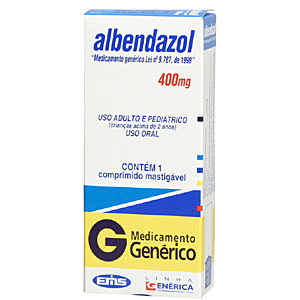 albendazol
"Medicamento genérico Lei nº 9.787, de 1999"
400mg
USO ADULTO E PEDIÁTRICO
(crianças acima de 2 anos)
USO ORAL
CONTÉM 1
comprimido mastigável
G Medicamento
Genérico
EMS
LINHA
GENÉRICA